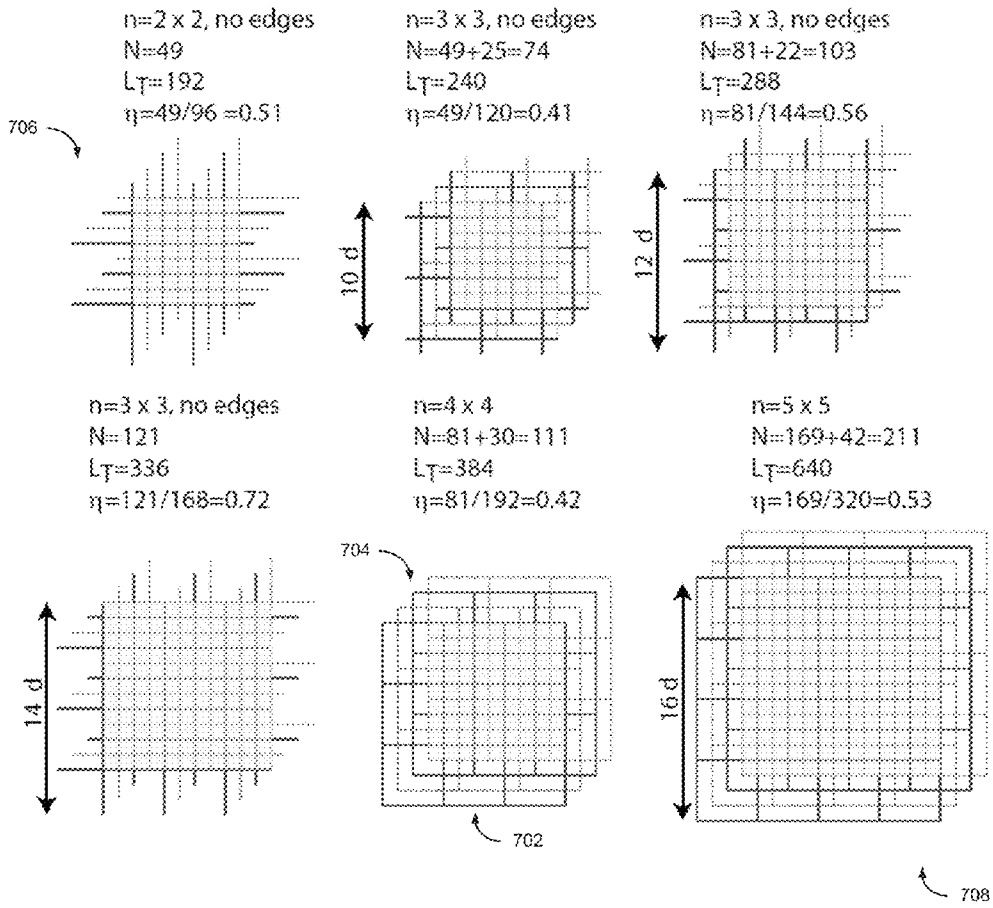 n=2 x 2, no edges
N=49
LT=192
η=49/96 =0.51
n=3 x 3, no edges
N=49+25=74
LT=240
η=49/120=0.41
n=3 x 3, no edges
N=81+22=103
LT=288
η=81/144=0.56
706
10 d
12 d
n=3 x 3, no edges
N=121
LT=336
η=121/168=0.72
n=4 x 4
N=81+30=111
LT=384
η=81/192=0.42
n=5 x 5
N=169+42=211
LT=640
η=169/320=0.53
704
14 d
16 d
702
708